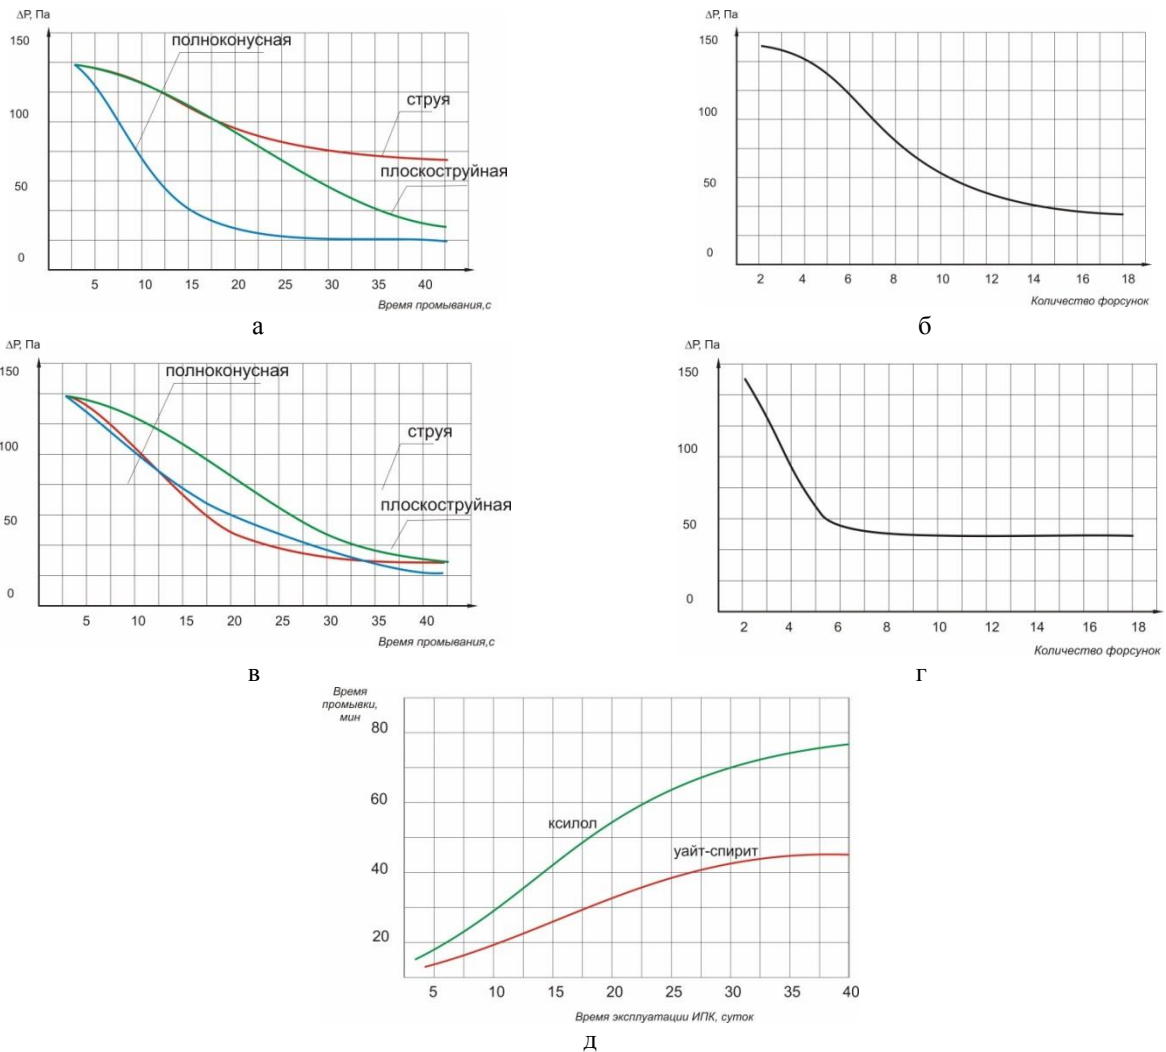 ΔP, Па
150
100
50
0
полноконусная
струя
плоскоструйная
5 10 15 20 25 30 35 40
Время промывания,с
а
ΔP, Па
150
100
50
0
2 4 6 8 10 12 14 16 18
Количество форсунок
б
ΔP, Па
150
100
50
0
полноконусная
струя
плоскоструйная
5 10 15 20 25 30 35 40
Время промывания,с
в
ΔP, Па
150
100
50
0
2 4 6 8 10 12 14 16 18
Количество форсунок
г
Время
промывки,
мин
80
60
40
20
ксилол
уайт-спирит
5 10 15 20 25 30 35 40
Время эксплуатации ИПК, суток
д